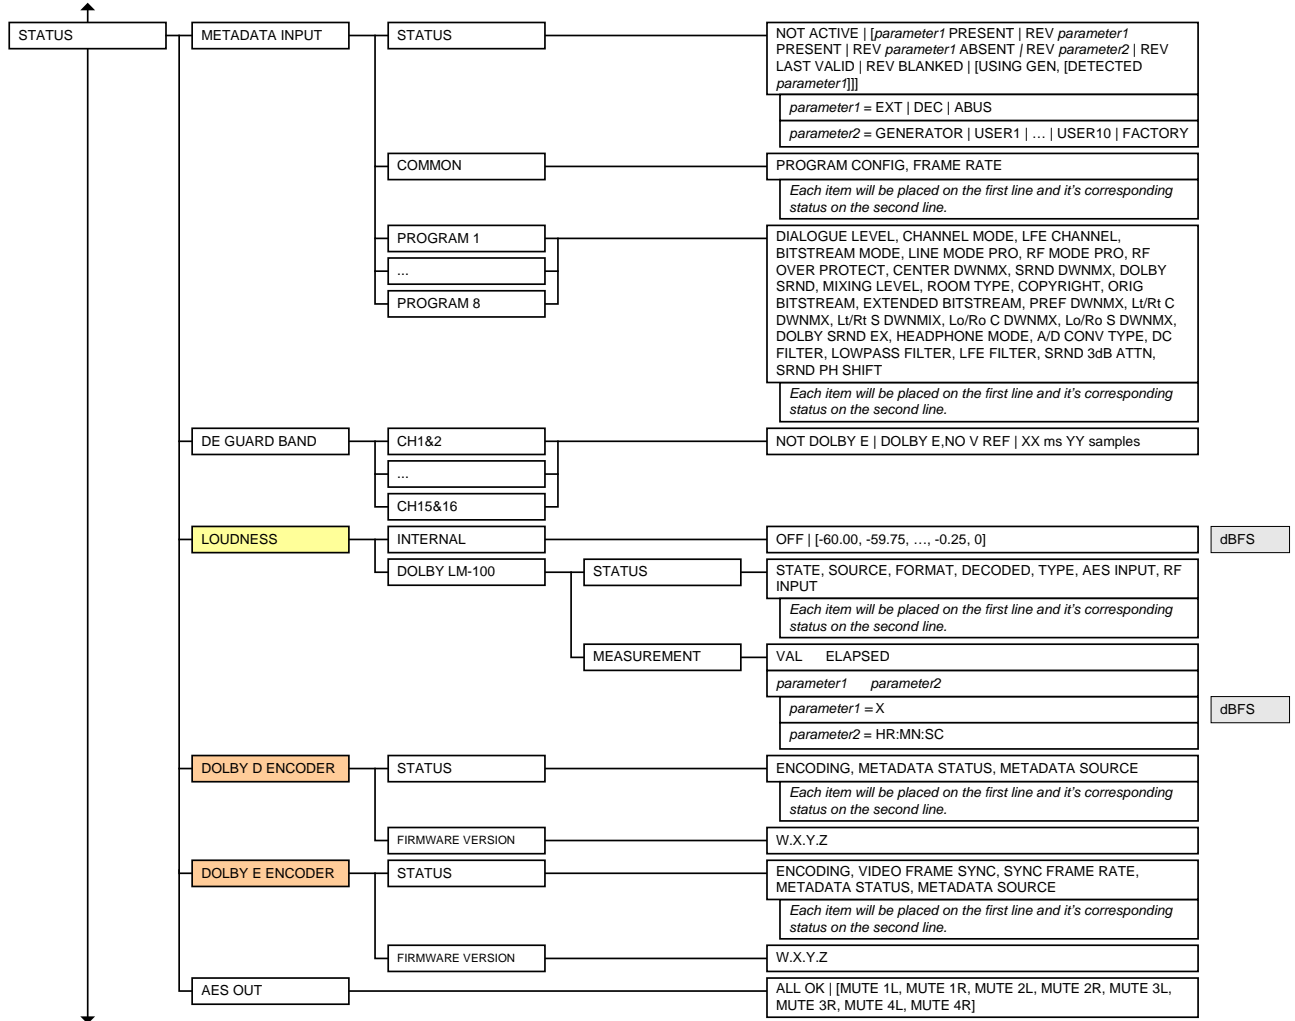 STATUS
METADATA INPUT
STATUS
NOT ACTIVE | [parameter1 PRESENT | REV parameter1
PRESENT | REV parameter1 ABSENT | REV parameter2 | REV
LAST VALID | REV BLANKED | [USING GEN, [DETECTED
parameter1]]]
parameter1 = EXT | DEC | ABUS
parameter2 = GENERATOR | USER1 | … | USER10 | FACTORY
COMMON
PROGRAM CONFIG, FRAME RATE
Each item will be placed on the first line and it's corresponding
status on the second line.
PROGRAM 1
...
PROGRAM 8
DIALOGUE LEVEL, CHANNEL MODE, LFE CHANNEL,
BITSTREAM MODE, LINE MODE PRO, RF MODE PRO, RF
OVER PROTECT, CENTER DWNMX, SRND DWNMX, DOLBY
SRND, MIXING LEVEL, ROOM TYPE, COPYRIGHT, ORIG
BITSTREAM, EXTENDED BITSTREAM, PREF DWNMX, Lt/Rt C
DWNMX, Lt/Rt S DWNMIX, Lo/Ro C DWNMX, Lo/Ro S DWNMX,
DOLBY SRND EX, HEADPHONE MODE, A/D CONV TYPE, DC
FILTER, LOWPASS FILTER, LFE FILTER, SRND 3dB ATTN,
SRND PH SHIFT
Each item will be placed on the first line and it's corresponding
status on the second line.
DE GUARD BAND
CH1&2
...
CH15&16
NOT DOLBY E | DOLBY E,NO V REF | XX ms YY samples
LOUDNESS
INTERNAL
OFF | [-60.00, -59.75, …, -0.25, 0]
dBFS
DOLBY LM-100
STATUS
STATE, SOURCE, FORMAT, DECODED, TYPE, AES INPUT, RF
INPUT
Each item will be placed on the first line and it's corresponding
status on the second line.
MEASUREMENT
VAL ELAPSED
parameter1 parameter2
parameter1 = X
dBFS
parameter2 = HR:MN:SC
DOLBY D ENCODER
STATUS
ENCODING, METADATA STATUS, METADATA SOURCE
Each item will be placed on the first line and it's corresponding
status on the second line.
FIRMWARE VERSION
W.X.Y.Z
DOLBY E ENCODER
STATUS
ENCODING, VIDEO FRAME SYNC, SYNC FRAME RATE,
METADATA STATUS, METADATA SOURCE
Each item will be placed on the first line and it's corresponding
status on the second line.
FIRMWARE VERSION
W.X.Y.Z
AES OUT
ALL OK | [MUTE 1L, MUTE 1R, MUTE 2L, MUTE 2R, MUTE 3L,
MUTE 3R, MUTE 4L, MUTE 4R]